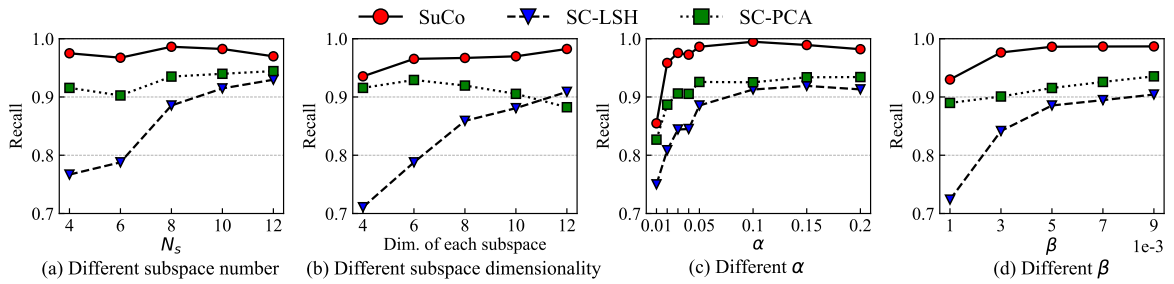 SuCo SC-LSH SC-PCA
Recall
1.0
0.9
0.8
0.7
4 6 8 10 12
Nₛ
(a) Different subspace number
Recall
1.0
0.9
0.8
0.7
4 6 8 10 12
Dim. of each subspace
(b) Different subspace dimensionality
Recall
1.0
0.9
0.8
0.7
0.01 0.05 0.1 0.15 0.2
α
(c) Different α
Recall
1.0
0.9
0.8
0.7
1 3 5 7 9
β 1e-3
(d) Different β